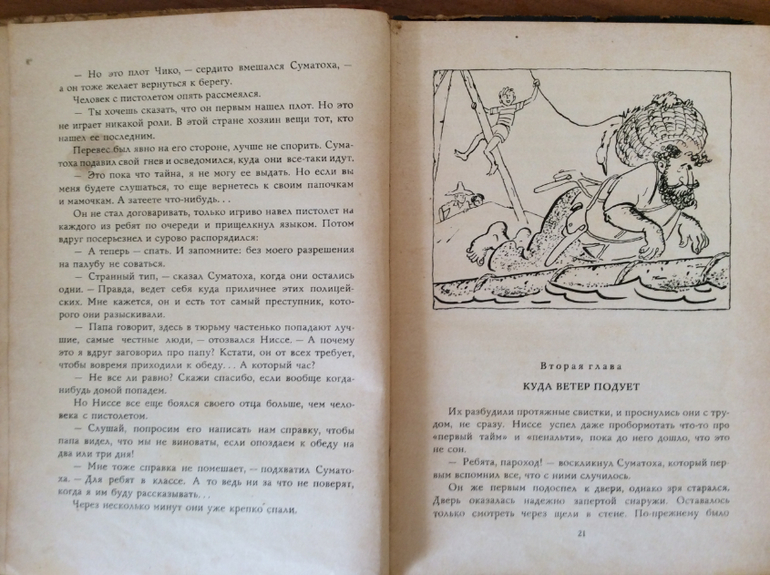 — Но это плот Чико, — сердито вмешался Суматоха, —
а он тоже желает вернуться к берегу.
Человек с пистолетом опять рассмеялся.
— Ты хочешь сказать, что он первым нашел плот. Но это
не играет никакой роли. В этой стране хозяин вещи тот, кто
нашел ее последним.
Перевес был явно на его стороне, лучше не спорить. Сума-
тоха подавил свой гнев и осведомился, куда они все-таки идут.
— Это пока что тайна, я не могу ее выдать. Но если вы
меня будете слушаться, то еще вернетесь к своим папочкам
и мамочкам. А затеете что-нибудь...
Он не стал договаривать, только игриво навел пистолет на
каждого из ребят по очереди и прищелкнул языком. Потом
вдруг посерьезнел и сурово распорядился:
— А теперь — спать. И запомните: без моего разрешения
на палубу не соваться.
— Странный тип, — сказал Суматоха, когда они остались
одни. — Правда, ведет себя куда приличнее этих полицей-
ских. Мне кажется, он и есть тот самый преступник, кото-
рого они разыскивали.
— Папа говорит, здесь в тюрьму частенько попадают луч-
шие, самые честные люди, — отозвался Ниссе. — А почему
это я вдруг заговорил про папу? Кстати, он от всех требует,
чтобы вовремя приходили к обеду... А который час?
— Не все ли равно? Скажи спасибо, если вообще когда-
нибудь домой попадем.
Но Ниссе все еще боялся своего отца больше, чем чело-
века с пистолетом.
— Слушай, попросим его написать нам справку, чтобы
папа видел, что мы не виноваты, если опоздаем к обеду на
два или три дня!
— Мне тоже справка не помешает, — подхватил Сумато-
ха. — Для ребят в классе. А то ведь ни за что не поверят,
когда я им буду рассказывать...
Через несколько минут они уже крепко спали.
Вторая глава
КУДА ВЕТЕР ПОДУЕТ
Их разбудили протяжные свистки, и проснулись они с тру-
дом, не сразу. Ниссе успел даже пробормотать что-то про
«первый тайм» и «пенальти», пока до него дошло, что это
не сон.
— Ребята, пароход! — воскликнул Суматоха, который пер-
вым вспомнил все, что с ними случилось.
Он же первым подоспел к двери, однако зря старался.
Дверь оказалась надежно запертой снаружи. Оставалось
только смотреть через щели в стене. По-прежнему было
21